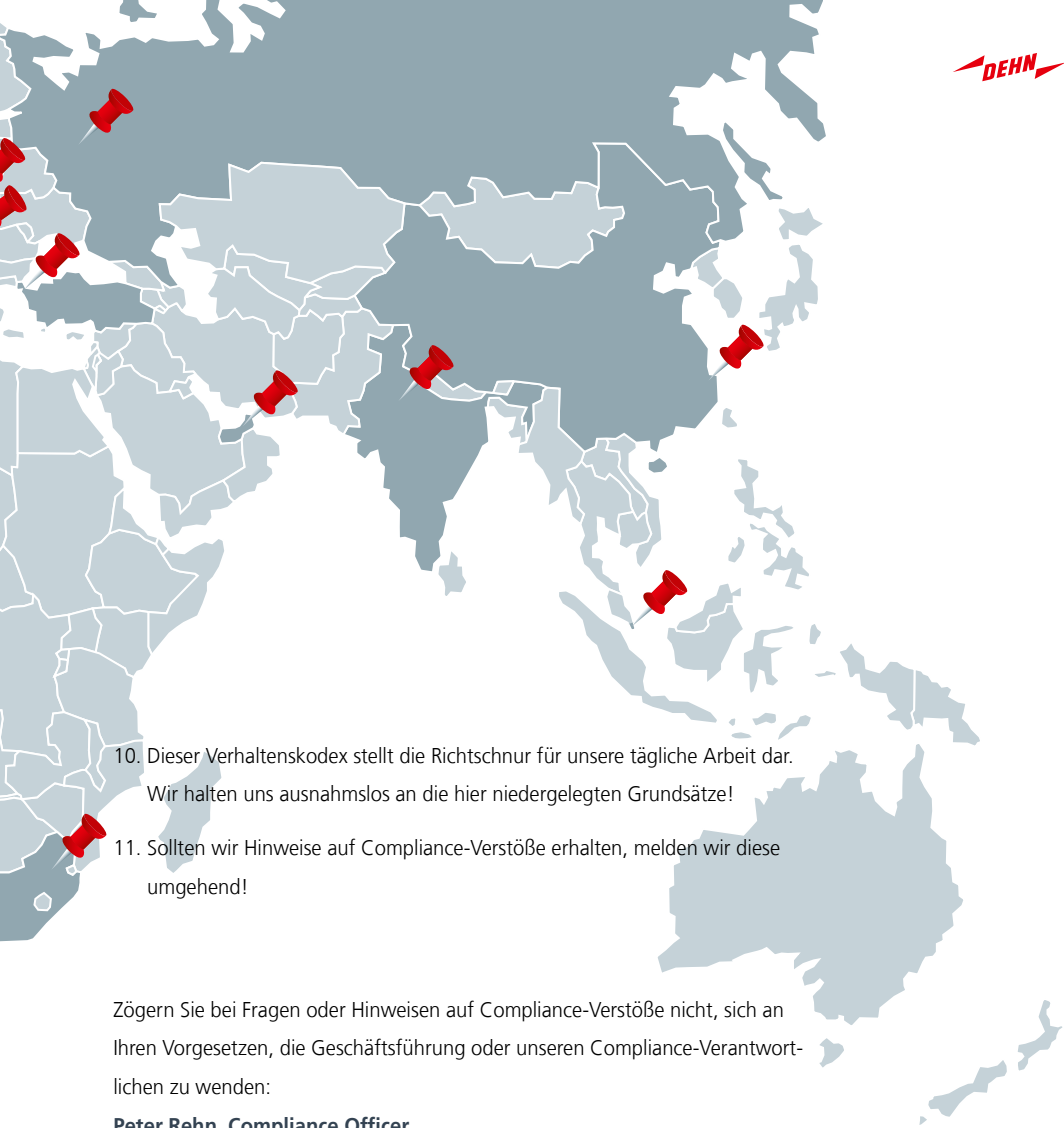 DEHN
10. Dieser Verhaltenskodex stellt die Richtschnur für unsere tägliche Arbeit dar.
Wir halten uns ausnahmslos an die hier niedergelegten Grundsätze!
11. Sollten wir Hinweise auf Compliance-Verstöße erhalten, melden wir diese
umgehend!
Zögern Sie bei Fragen oder Hinweisen auf Compliance-Verstöße nicht, sich an
Ihren Vorgesetzen, die Geschäftsführung oder unseren Compliance-Verantwort-
lichen zu wenden:
Peter Rehn, Compliance Officer